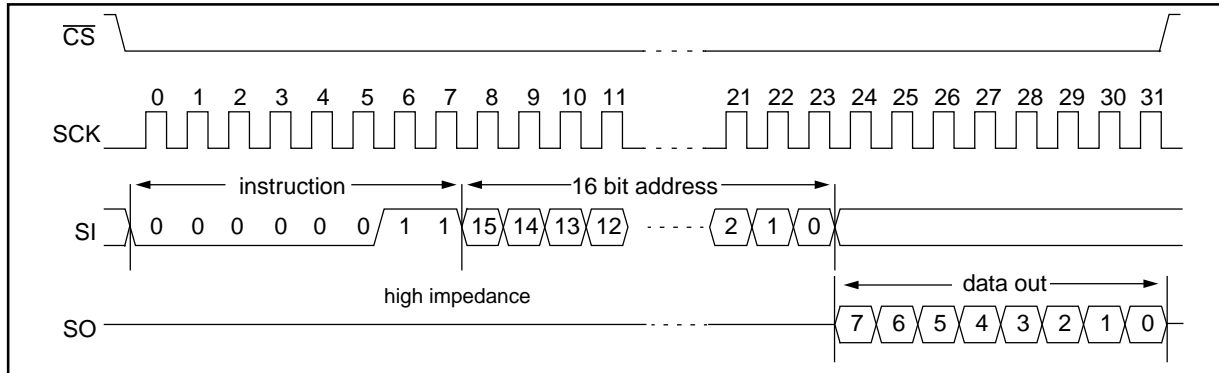 CS
0 1 2 3 4 5 6 7 8 9 10 11 21 22 23 24 25 26 27 28 29 30 31
SCK
instruction 16 bit address
SI 0 0 0 0 0 0 1 1 15 14 13 12 2 1 0
high impedance data out
SO 7 6 5 4 3 2 1 0